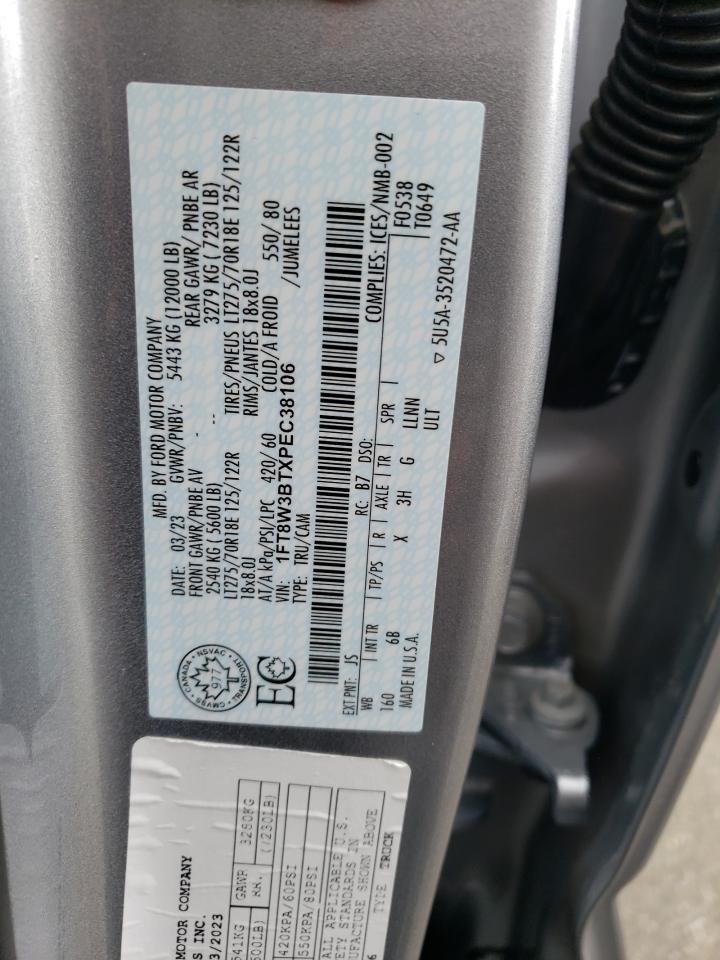 MFD. BY FORD MOTOR COMPANY
DATE: 03/23 GVWR/PNBV: 5443 KG (12000 LB)
FRONT GAWR/PNBE AV - REAR GAWR/ PNBE AR
2540 KG (5600 LB) -- 3279 KG ( 7230 LB)
LT275/70R18E 125/122R TIRES/PNEUS LT275/70R18E 125/122R
18x8.0J RIMS/JANTES 18x8.0J
AT/A kPa/PSI/LPC 420/60 COLD/A FROID 550/ 80
VIN: 1FT8W3BTXPEC38106 /JUMELEES
TYPE: TRU/CAM
CANADA · NSVAC · TRANSPORT · CMVSS
977
EC
COMPLIES: ICES/NMB-002
EXT PNT: JS RC: B7 DSO: F0538
WB INT TR TP/PS R AXLE TR SPR T0649
160 6B X 3H G LLNN
MADE IN U.S.A. ULT
5U5A-3520472-AA
MOTOR COMPANY
S INC.
3/2023
541KG GAWR 3280KG
600LB) RR. (7230LB)
420KPA/60PSI
550KPA/80PSI
ALL APPLICABLE U.S.
ETY STANDARDS IN
UFACTURE SHOWN ABOVE
6 TYPE TRUCK